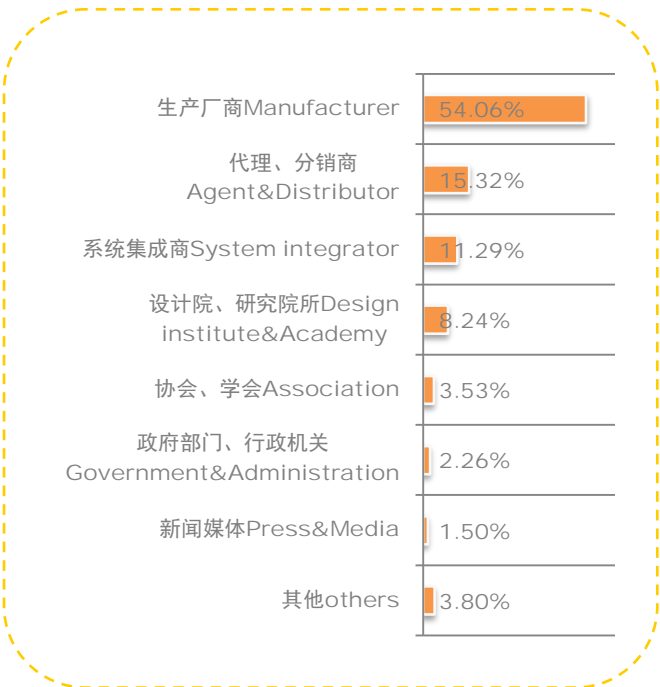 生产厂商Manufacturer 54.06%
代理、分销商
Agent&Distributor 15.32%
系统集成商System integrator 11.29%
设计院、研究院所Design
institute&Academy 8.24%
协会、学会Association 3.53%
政府部门、行政机关
Government&Administration 2.26%
新闻媒体Press&Media 1.50%
其他others 3.80%